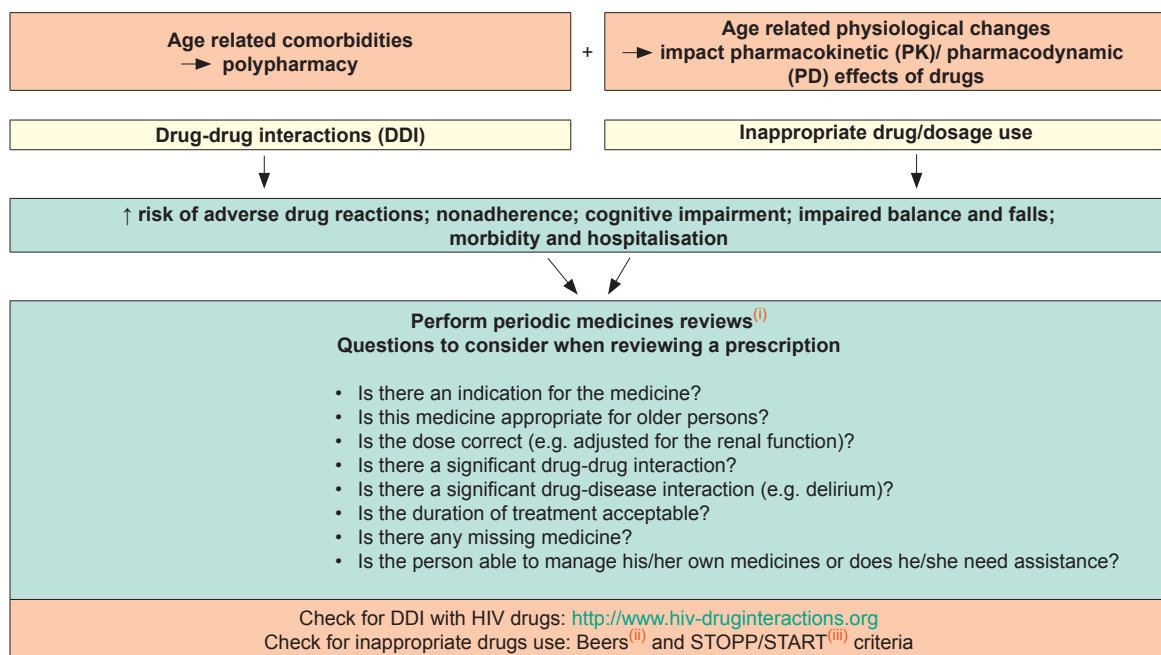 Age related comorbidities
→ polypharmacy
+
Age related physiological changes
→ impact pharmacokinetic (PK)/ pharmacodynamic
(PD) effects of drugs
Drug-drug interactions (DDI)
Inappropriate drug/dosage use
↑ risk of adverse drug reactions; nonadherence; cognitive impairment; impaired balance and falls;
morbidity and hospitalisation
Perform periodic medicines reviews(i)
Questions to consider when reviewing a prescription
• Is there an indication for the medicine?
• Is this medicine appropriate for older persons?
• Is the dose correct (e.g. adjusted for the renal function)?
• Is there a significant drug-drug interaction?
• Is there a significant drug-disease interaction (e.g. delirium)?
• Is the duration of treatment acceptable?
• Is there any missing medicine?
• Is the person able to manage his/her own medicines or does he/she need assistance?
Check for DDI with HIV drugs: http://www.hiv-druginteractions.org
Check for inappropriate drugs use: Beers(ii) and STOPP/START(iii) criteria